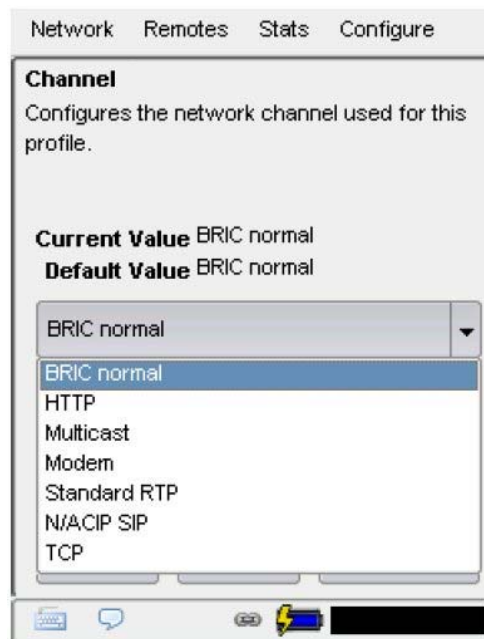 Network Remotes Stats Configure
Channel
Configures the network channel used for this
profile.
Current Value BRIC normal
Default Value BRIC normal
BRIC normal
BRIC normal
HTTP
Multicast
Modem
Standard RTP
N/ACIP SIP
TCP